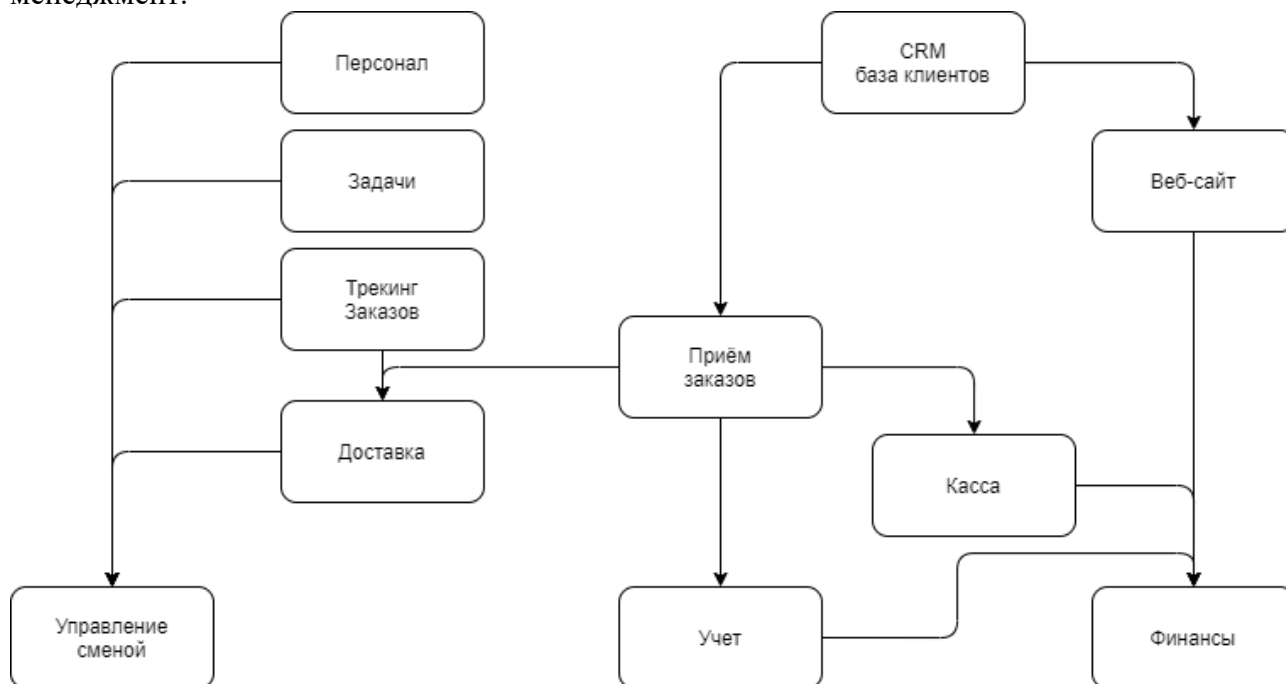 менеджмент.
Персонал
CRM
база клиентов
Задачи
Веб-сайт
Трекинг
Заказов
Приём
заказов
Доставка
Касса
Управление
сменой
Учет
Финансы